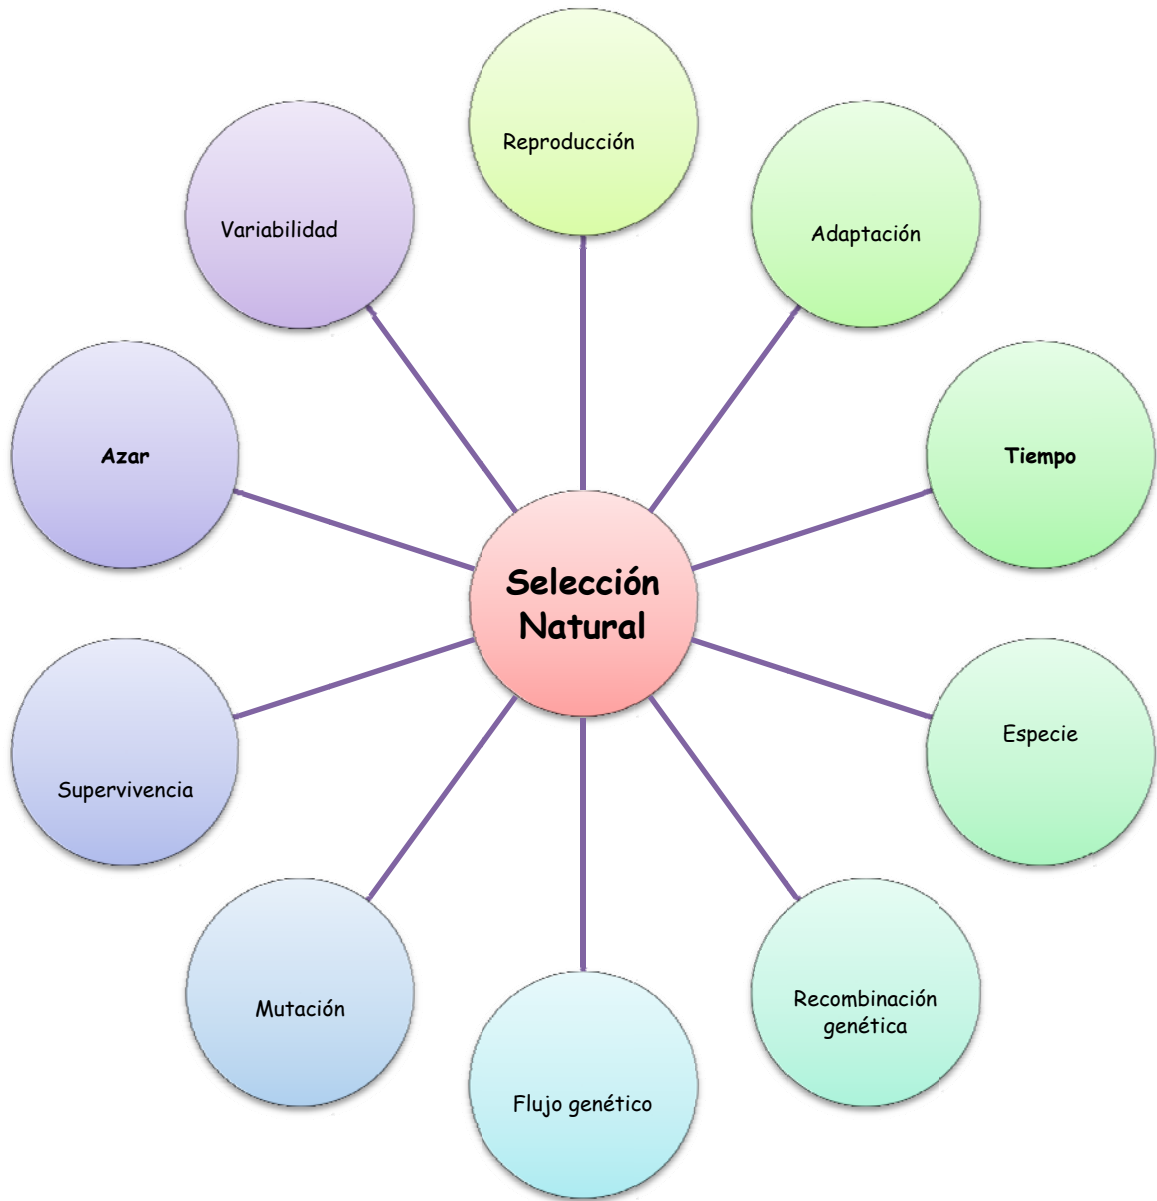 Reproducción
Variabilidad
Adaptación
Azar
Tiempo
Selección
Natural
Especie
Supervivencia
Recombinación
genética
Mutación
Flujo genético